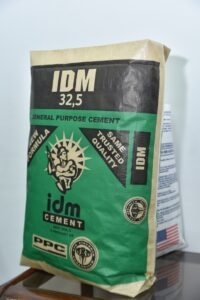 IDM
32,5
GENERAL PURPOSE CEMENT
NEW
FORMULA
SAME
TRUSTED
QUALITY
IDM
idm
CEMENT
PPC